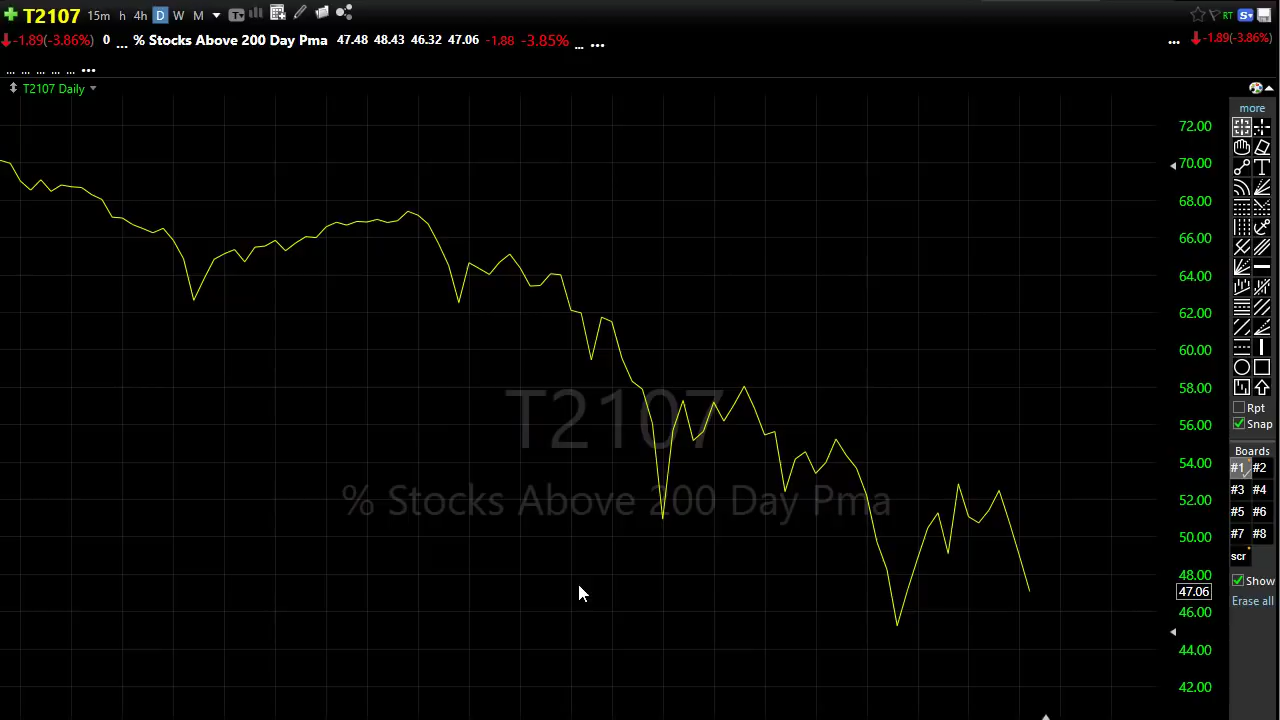 T2107 15m h 4h D W M T RT S
-1.89(-3.86%) 0 ... % Stocks Above 200 Day Pma 47.48 48.43 46.32 47.06 -1.88 -3.85% ... ... ... -1.89(-3.86%)
... ... ... ... ... ...
T2107 Daily
more
72.00
70.00
68.00
66.00
64.00
62.00
60.00
58.00
T2107
56.00
54.00
% Stocks Above 200 Day Pma
52.00
50.00
48.00
47.06
46.00
44.00
42.00
T
Rpt
Snap
Boards
#1 #2
#3 #4
#5 #6
#7 #8
scr
Show
Erase all